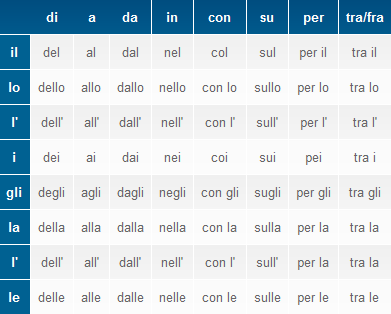 di a da in con su per tra/fra
il del al dal nel col sul per il tra il
lo dello allo dallo nello con lo sullo per lo tra lo
l' dell' all' dall' nell' con l' sull' per l' tra l'
i dei ai dai nei coi sui pei tra i
gli degli agli dagli negli con gli sugli per gli tra gli
la della alla dalla nella con la sulla per la tra la
l' dell' all' dall' nell' con l' sull' per la tra la
le delle alle dalle nelle con le sulle per le tra le